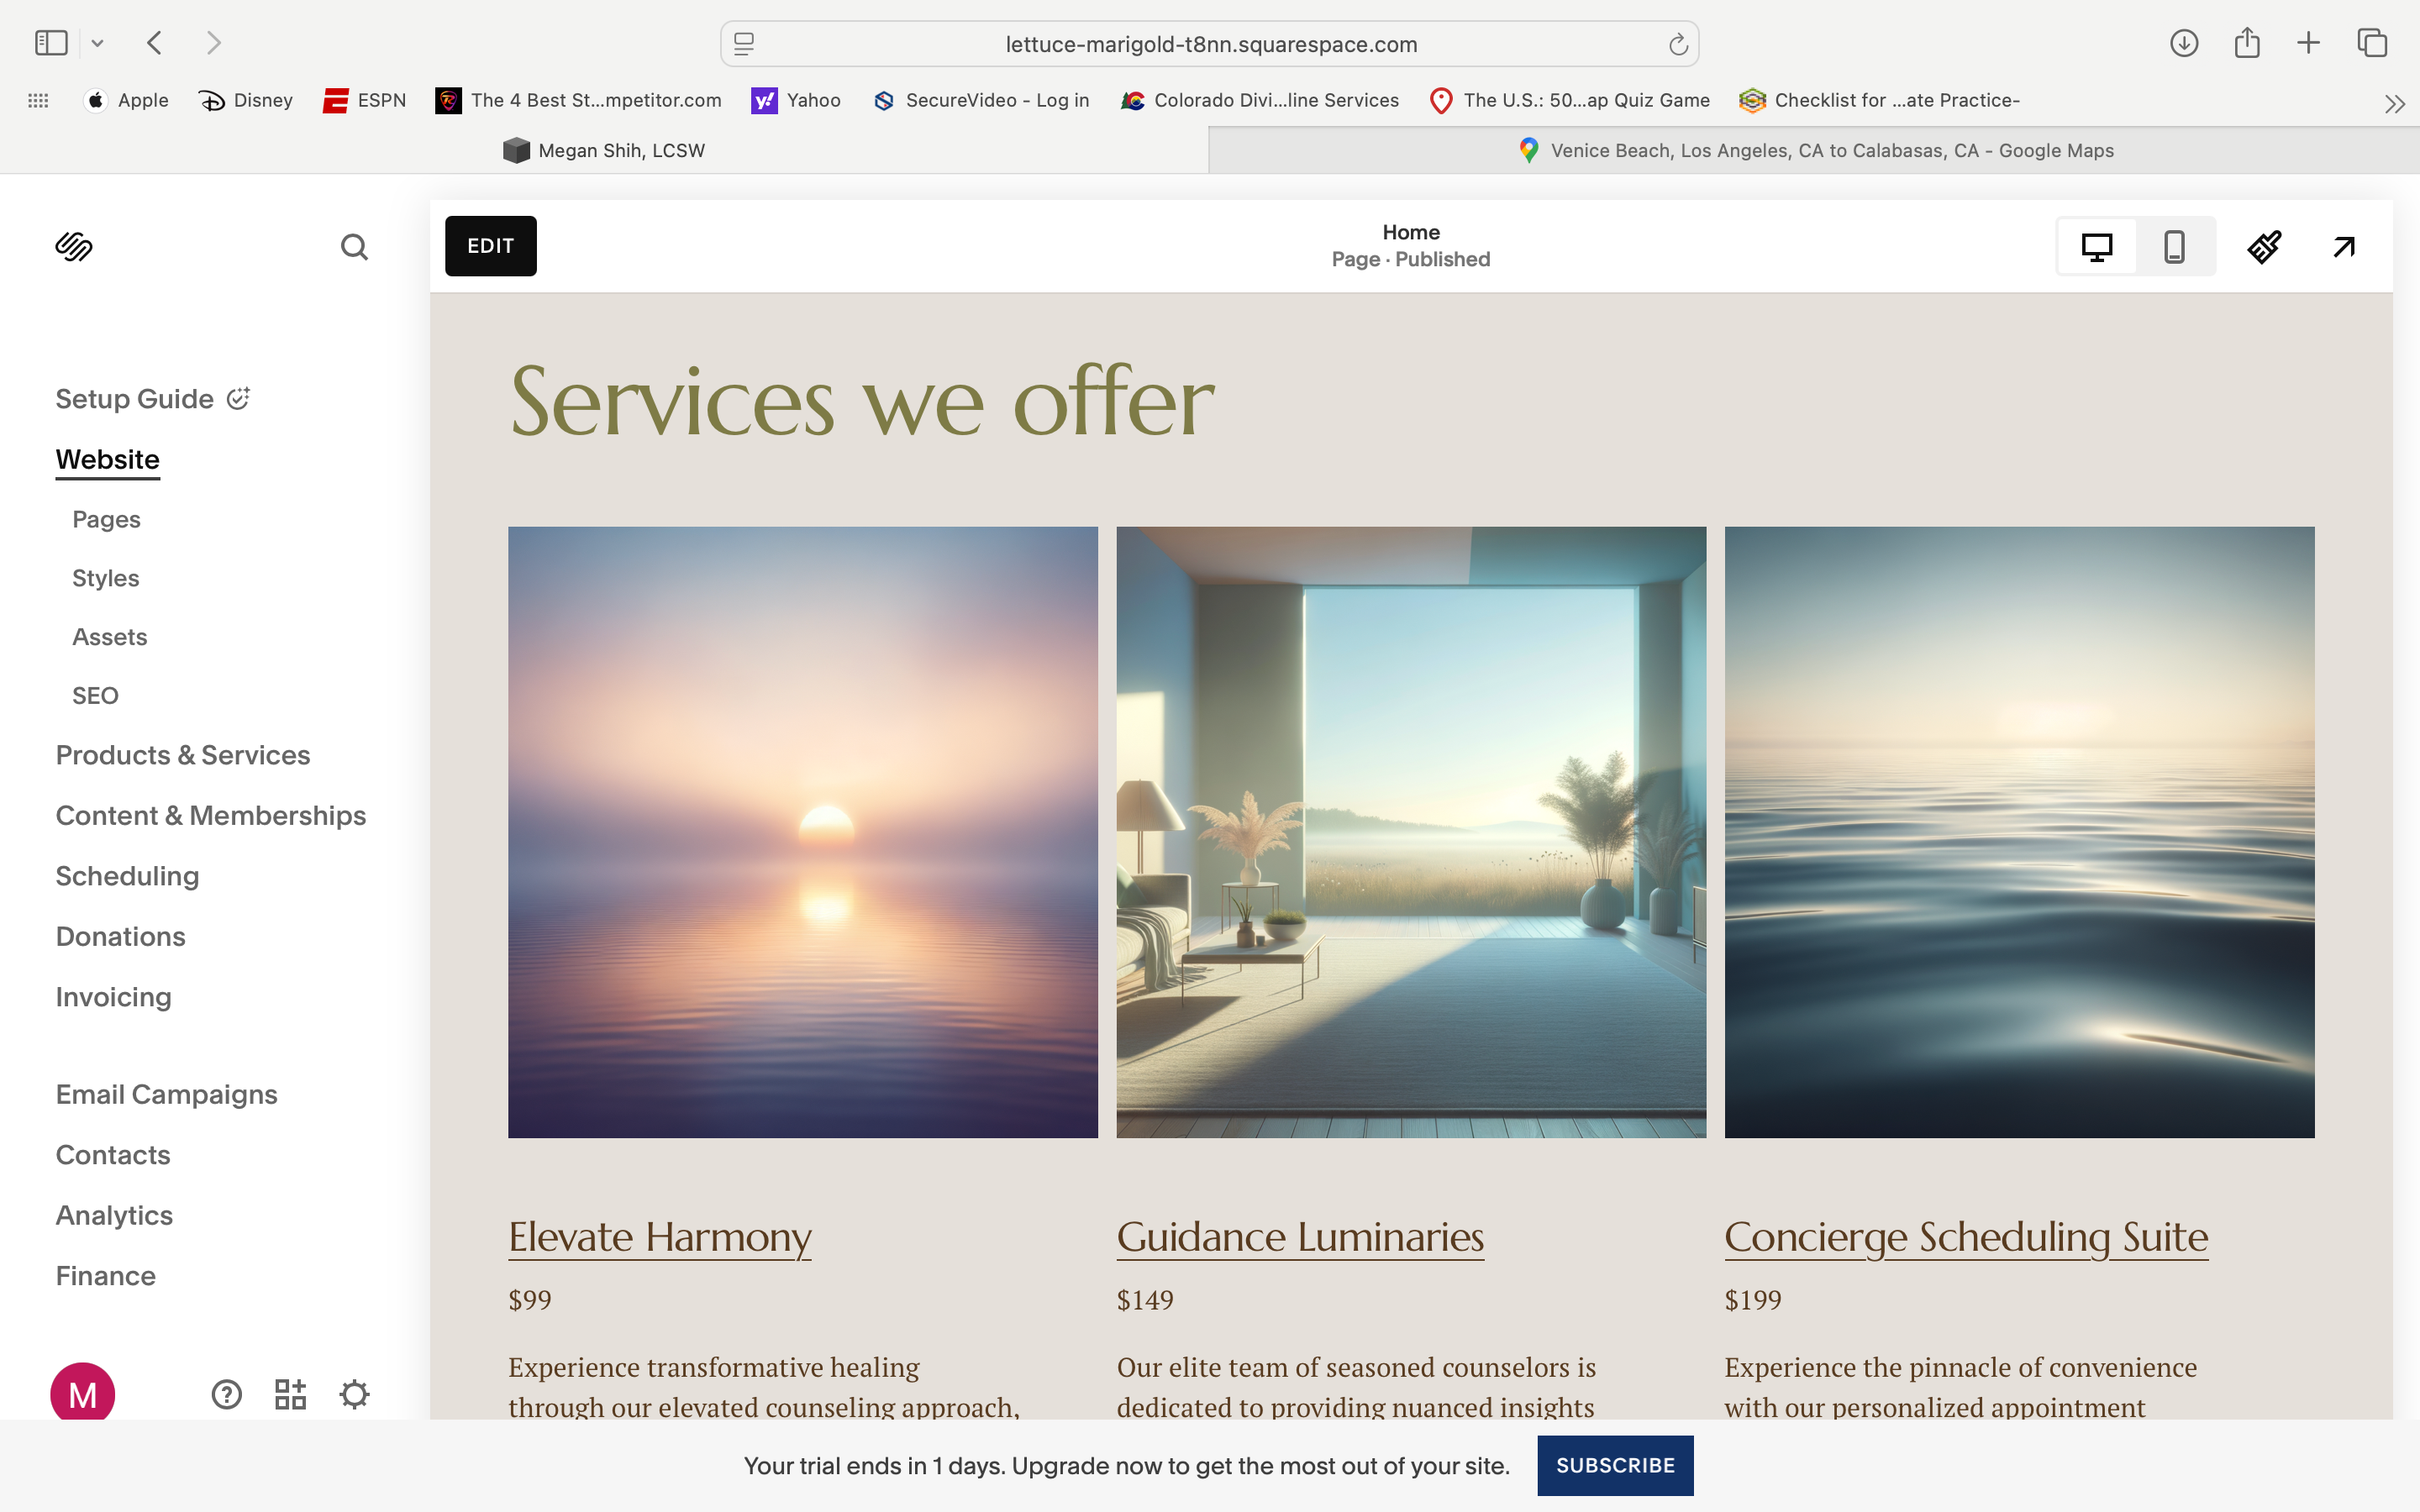 lettuce-marigold-t8nn.squarespace.com
Apple Disney ESPN The 4 Best St...mpetitor.com Yahoo SecureVideo - Log in Colorado Divi...line Services The U.S.: 50...ap Quiz Game Checklist for ...ate Practice-
Megan Shih, LCSW Venice Beach, Los Angeles, CA to Calabasas, CA - Google Maps
EDIT
Home
Page · Published
Setup Guide
Website
Pages
Styles
Assets
SEO
Products & Services
Content & Memberships
Scheduling
Donations
Invoicing
Email Campaigns
Contacts
Analytics
Finance
M
Services we offer
Elevate Harmony
$99
Experience transformative healing
through our elevated counseling approach,
Guidance Luminaries
$149
Our elite team of seasoned counselors is
dedicated to providing nuanced insights
Concierge Scheduling Suite
$199
Experience the pinnacle of convenience
with our personalized appointment
Your trial ends in 1 days. Upgrade now to get the most out of your site. SUBSCRIBE